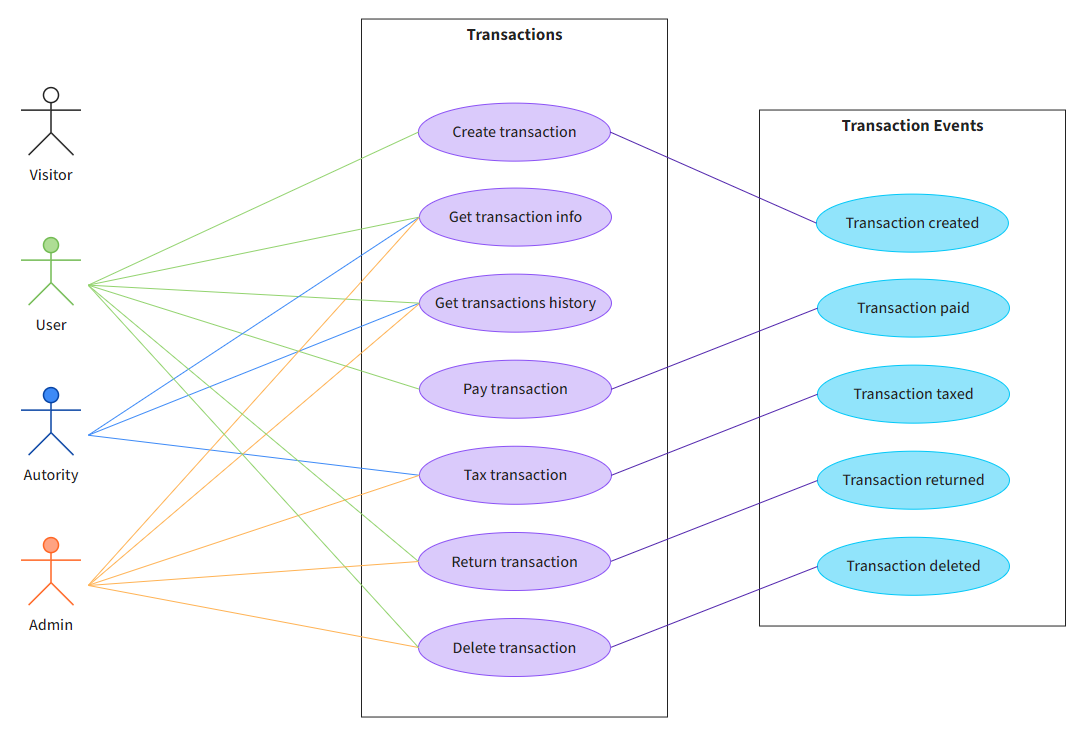 Visitor
User
Autority
Admin
Transactions
Create transaction
Get transaction info
Get transactions history
Pay transaction
Tax transaction
Return transaction
Delete transaction
Transaction Events
Transaction created
Transaction paid
Transaction taxed
Transaction returned
Transaction deleted